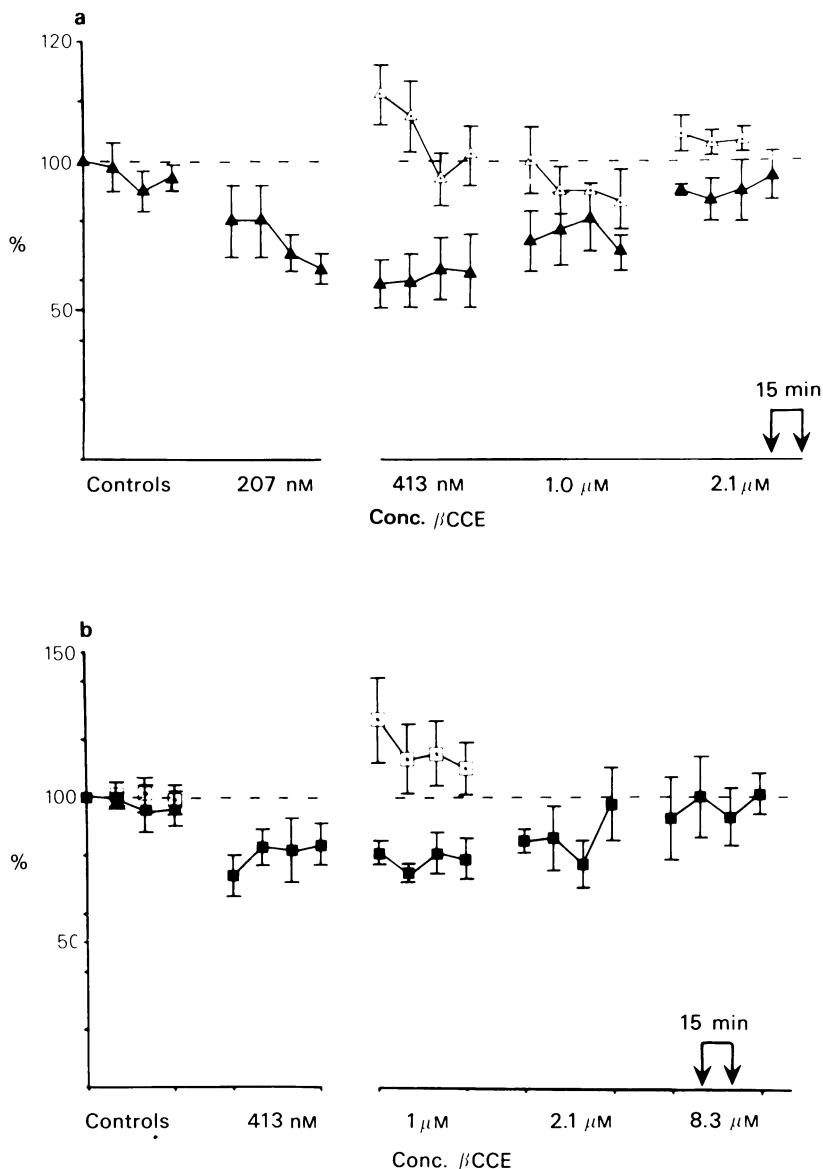 a
120
100
%
50
15 min
Controls 207 nM 413 nM 1.0 μM 2.1 μM
Conc. βCCE
b
150
100
%
50
15 min
Controls 413 nM 1 μM 2.1 μM 8.3 μM
Conc. βCCE